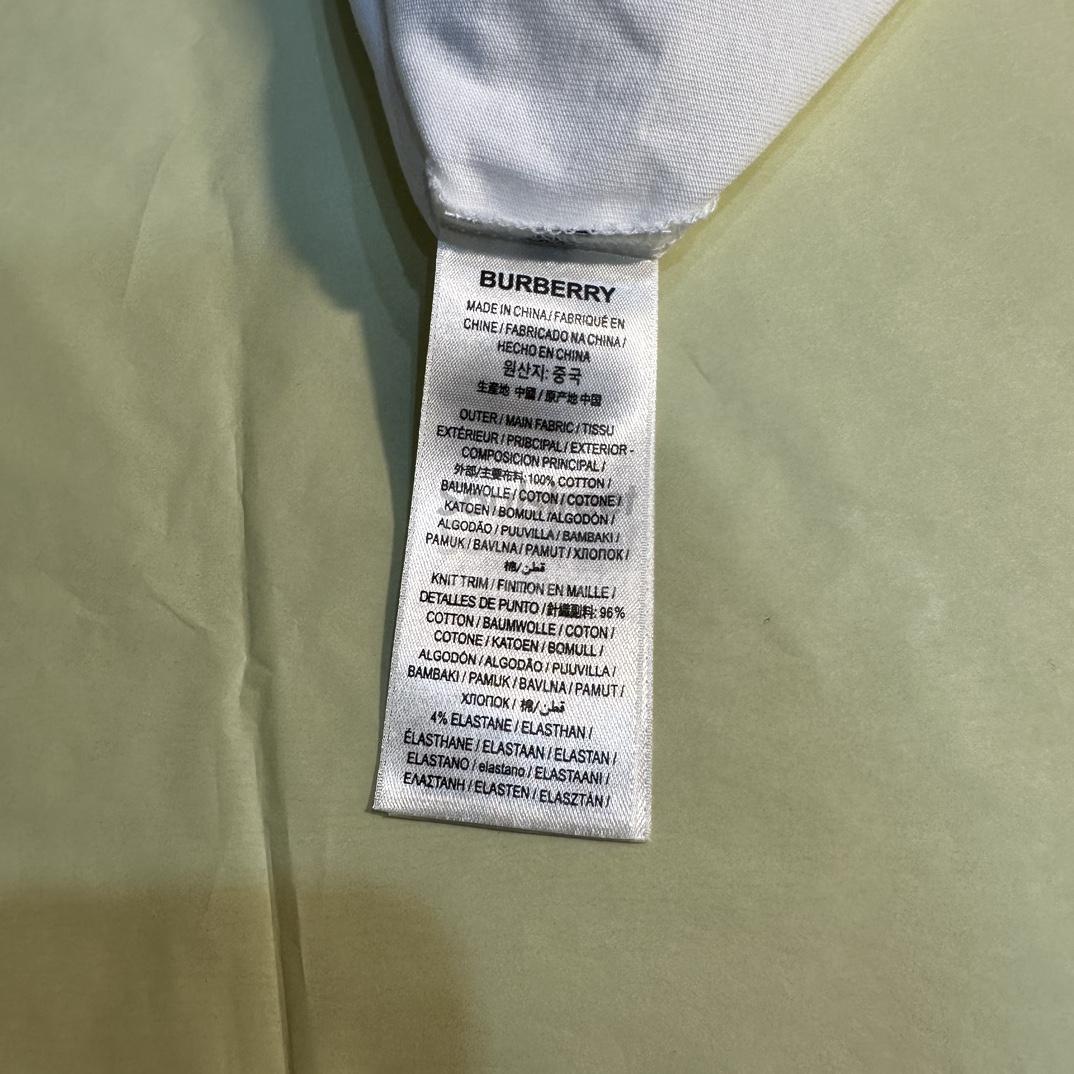 BURBERRY
MADE IN CHINA / FABRIQUÉ EN
CHINE / FABRICADO NA CHINA /
HECHO EN CHINA
원산지: 중국
生産地 中國 / 原产地 中国
OUTER / MAIN FABRIC / TISSU
EXTÉRIEUR / PRIBCIPAL / EXTERIOR -
COMPOSICION PRINCIPAL /
外部/主要布料: 100% COTTON /
BAUMWOLLE / COTON / COTONE /
KATOEN / BOMULL /ALGODÓN /
ALGODÃO / PUUVILLA / BAMBAKI /
PAMUK / BAVLNA / PAMUT / ХЛОПОК /
棉/قطن
KNIT TRIM / FINITION EN MAILLE /
DETALLES DE PUNTO /針織副料: 96%
COTTON / BAUMWOLLE / COTON /
COTONE / KATOEN / BOMULL /
ALGODÓN / ALGODÃO / PUUVILLA /
BAMBAKI / PAMUK / BAVLNA / PAMUT /
ХЛОПОК / 棉/قطن
4% ELASTANE / ELASTHAN /
ÉLASTHANE / ELASTAAN / ELASTAN /
ELASTANO / elastano / ELASTAANI /
ΕΛΑΣΤΑΝΗ / ELASTEN / ELASZTÁN /